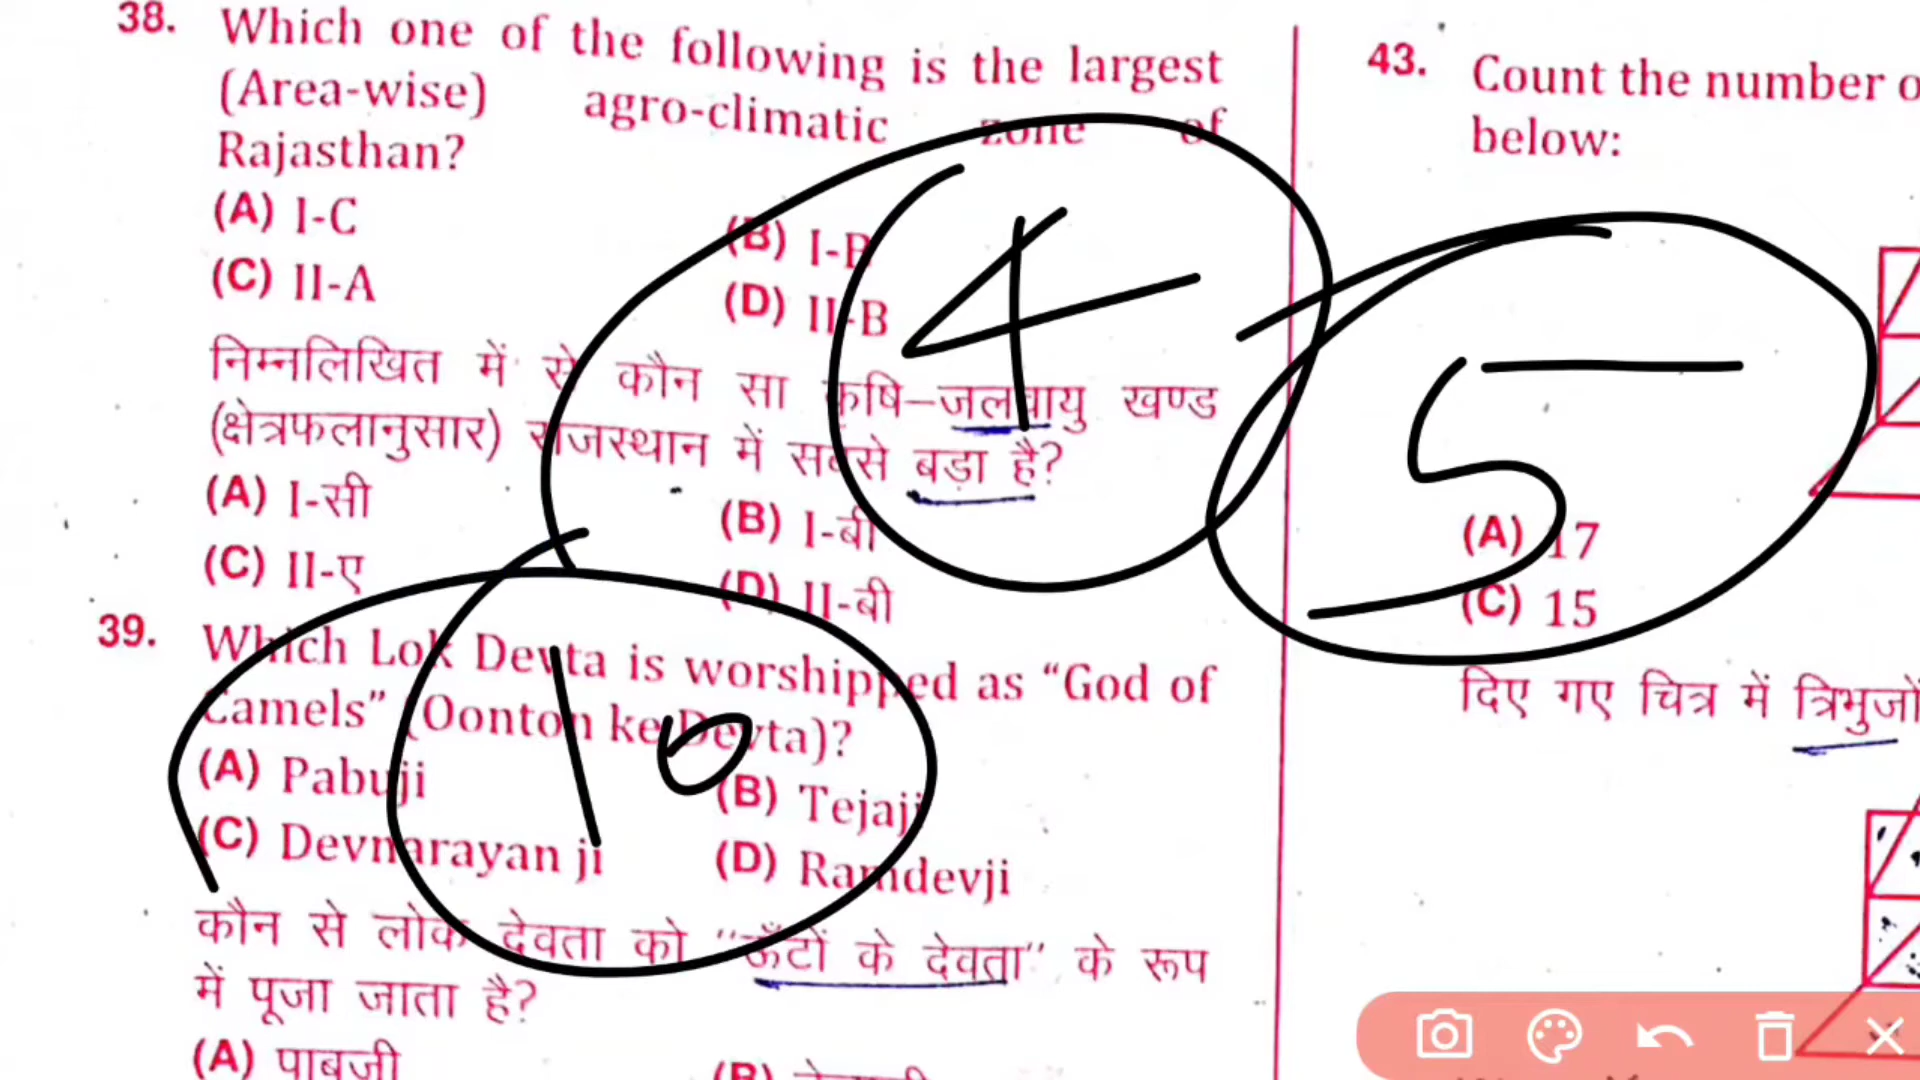 38. Which one of the following is the largest
(Area-wise) agro-climatic zone of
Rajasthan?
(A) I-C (B) I-B
(C) II-A (D) II-B
निम्नलिखित में से कौन सा कृषि–जलवायु खण्ड
(क्षेत्रफलानुसार) राजस्थान में सबसे बड़ा है?
(A) I-सी (B) I-बी
(C) II-ए (D) II-बी
39. Which Lok Devta is worshipped as “God of
Camels” (Oonton ke Devta)?
(A) Pabuji (B) Tejaji
(C) Devnarayan ji (D) Ramdevji
कौन से लोक देवता को “ऊँटों के देवता” के रूप
में पूजा जाता है?
(A) पाबूजी (B)
43. Count the number
below:
(A) 17
(C) 15
दिए गए चित्र में त्रिभुजों
4
5
10